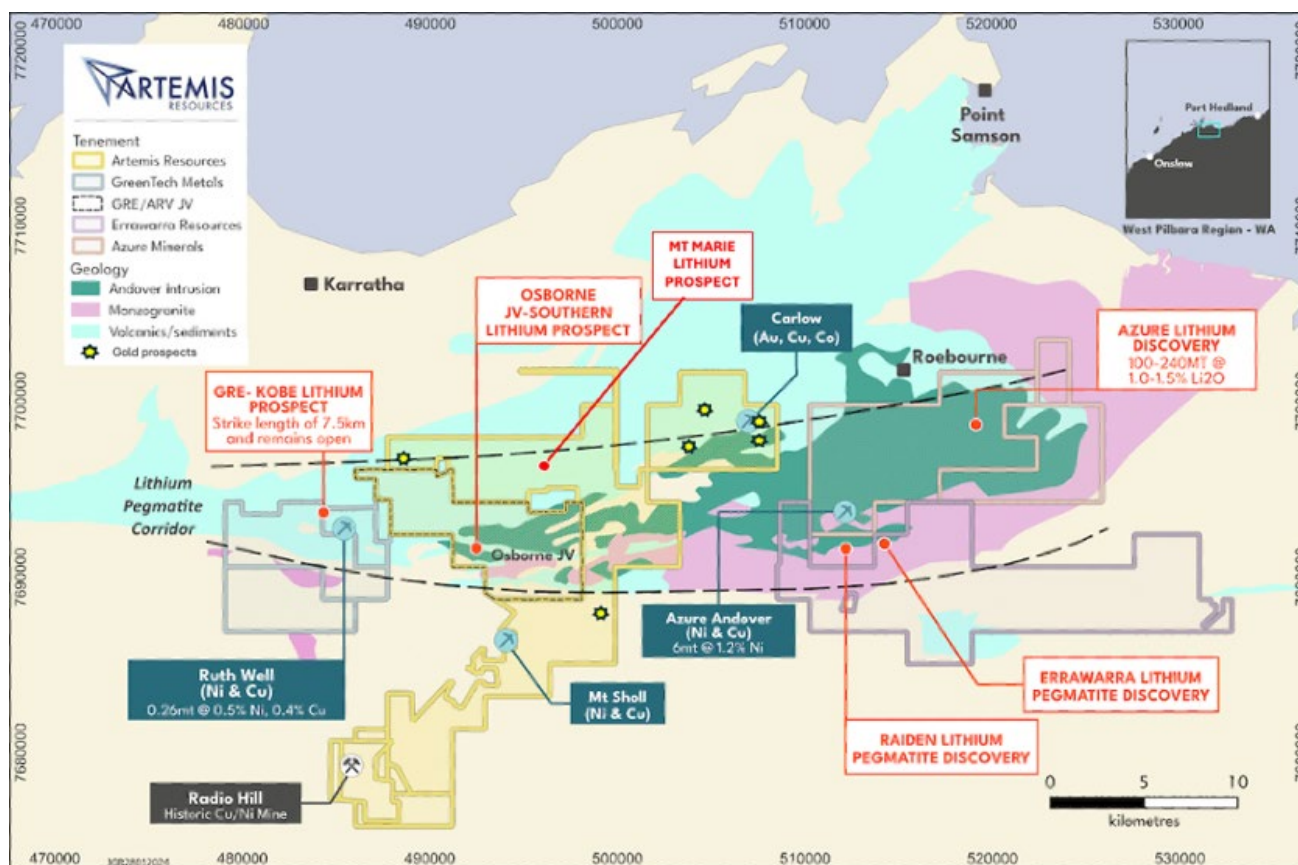 470000 480000 490000 500000 510000 520000 530000
7720000
7710000
7700000
7690000
7680000
ARTEMIS
RESOURCES
Tenement
Artemis Resources
GreenTech Metals
GRE/ARV JV
Errawarra Resources
Azure Minerals
Geology
Andover Intrusion
Monzogranite
Volcanics/sediments
Gold prospects
Point
Samson
Port Hedland
Onslow
West Pilbara Region - WA
Karratha
MT MARIE
LITHIUM
PROSPECT
OSBORNE
JV-SOUTHERN
LITHIUM PROSPECT
Carlow
(Au, Cu, Co)
Roebourne
AZURE LITHIUM
DISCOVERY
100-240MT @
1.0-1.5% Li2O
GRE- KOBE LITHIUM
PROSPECT
Strike length of 7.5km
and remains open
Lithium
Pegmatite
Corridor
Osborne JV
Ruth Well
(Ni & Cu)
0.26mt @ 0.5% Ni, 0.4% Cu
Azure Andover
(Ni & Cu)
6mt @ 1.2% Ni
Mt Sholl
(Ni & Cu)
ERRAWARRA LITHIUM
PEGMATITE DISCOVERY
RAIDEN LITHIUM
PEGMATITE DISCOVERY
Radio Hill
Historic Cu/Ni Mine
0 5 10
kilometres
470000 480000 490000 500000 510000 520000 530000
7720000
7710000
7700000
7690000
7680000